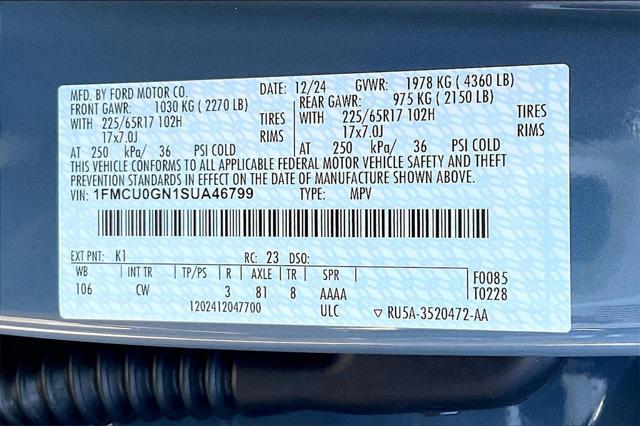 MFD. BY FORD MOTOR CO. DATE: 12/24 GVWR: 1978 KG ( 4360 LB)
FRONT GAWR: 1030 KG ( 2270 LB) REAR GAWR: 975 KG ( 2150 LB)
WITH 225/65R17 102H TIRES WITH 225/65R17 102H TIRES
17x7.0J RIMS 17x7.0J RIMS
AT 250 kPa/ 36 PSI COLD AT 250 kPa/ 36 PSI COLD
THIS VEHICLE CONFORMS TO ALL APPLICABLE FEDERAL MOTOR VEHICLE SAFETY AND THEFT
PREVENTION STANDARDS IN EFFECT ON THE DATE OF MANUFACTURE SHOWN ABOVE.
VIN: 1FMCU0GN1SUA46799 TYPE: MPV
EXT PNT: K1 RC: 23 DSO:
WB INT TR TP/PS R AXLE TR SPR F0085
106 CW 3 81 8 AAAA T0228
1202412047700 ULC ▽ RU5A-3520472-AA